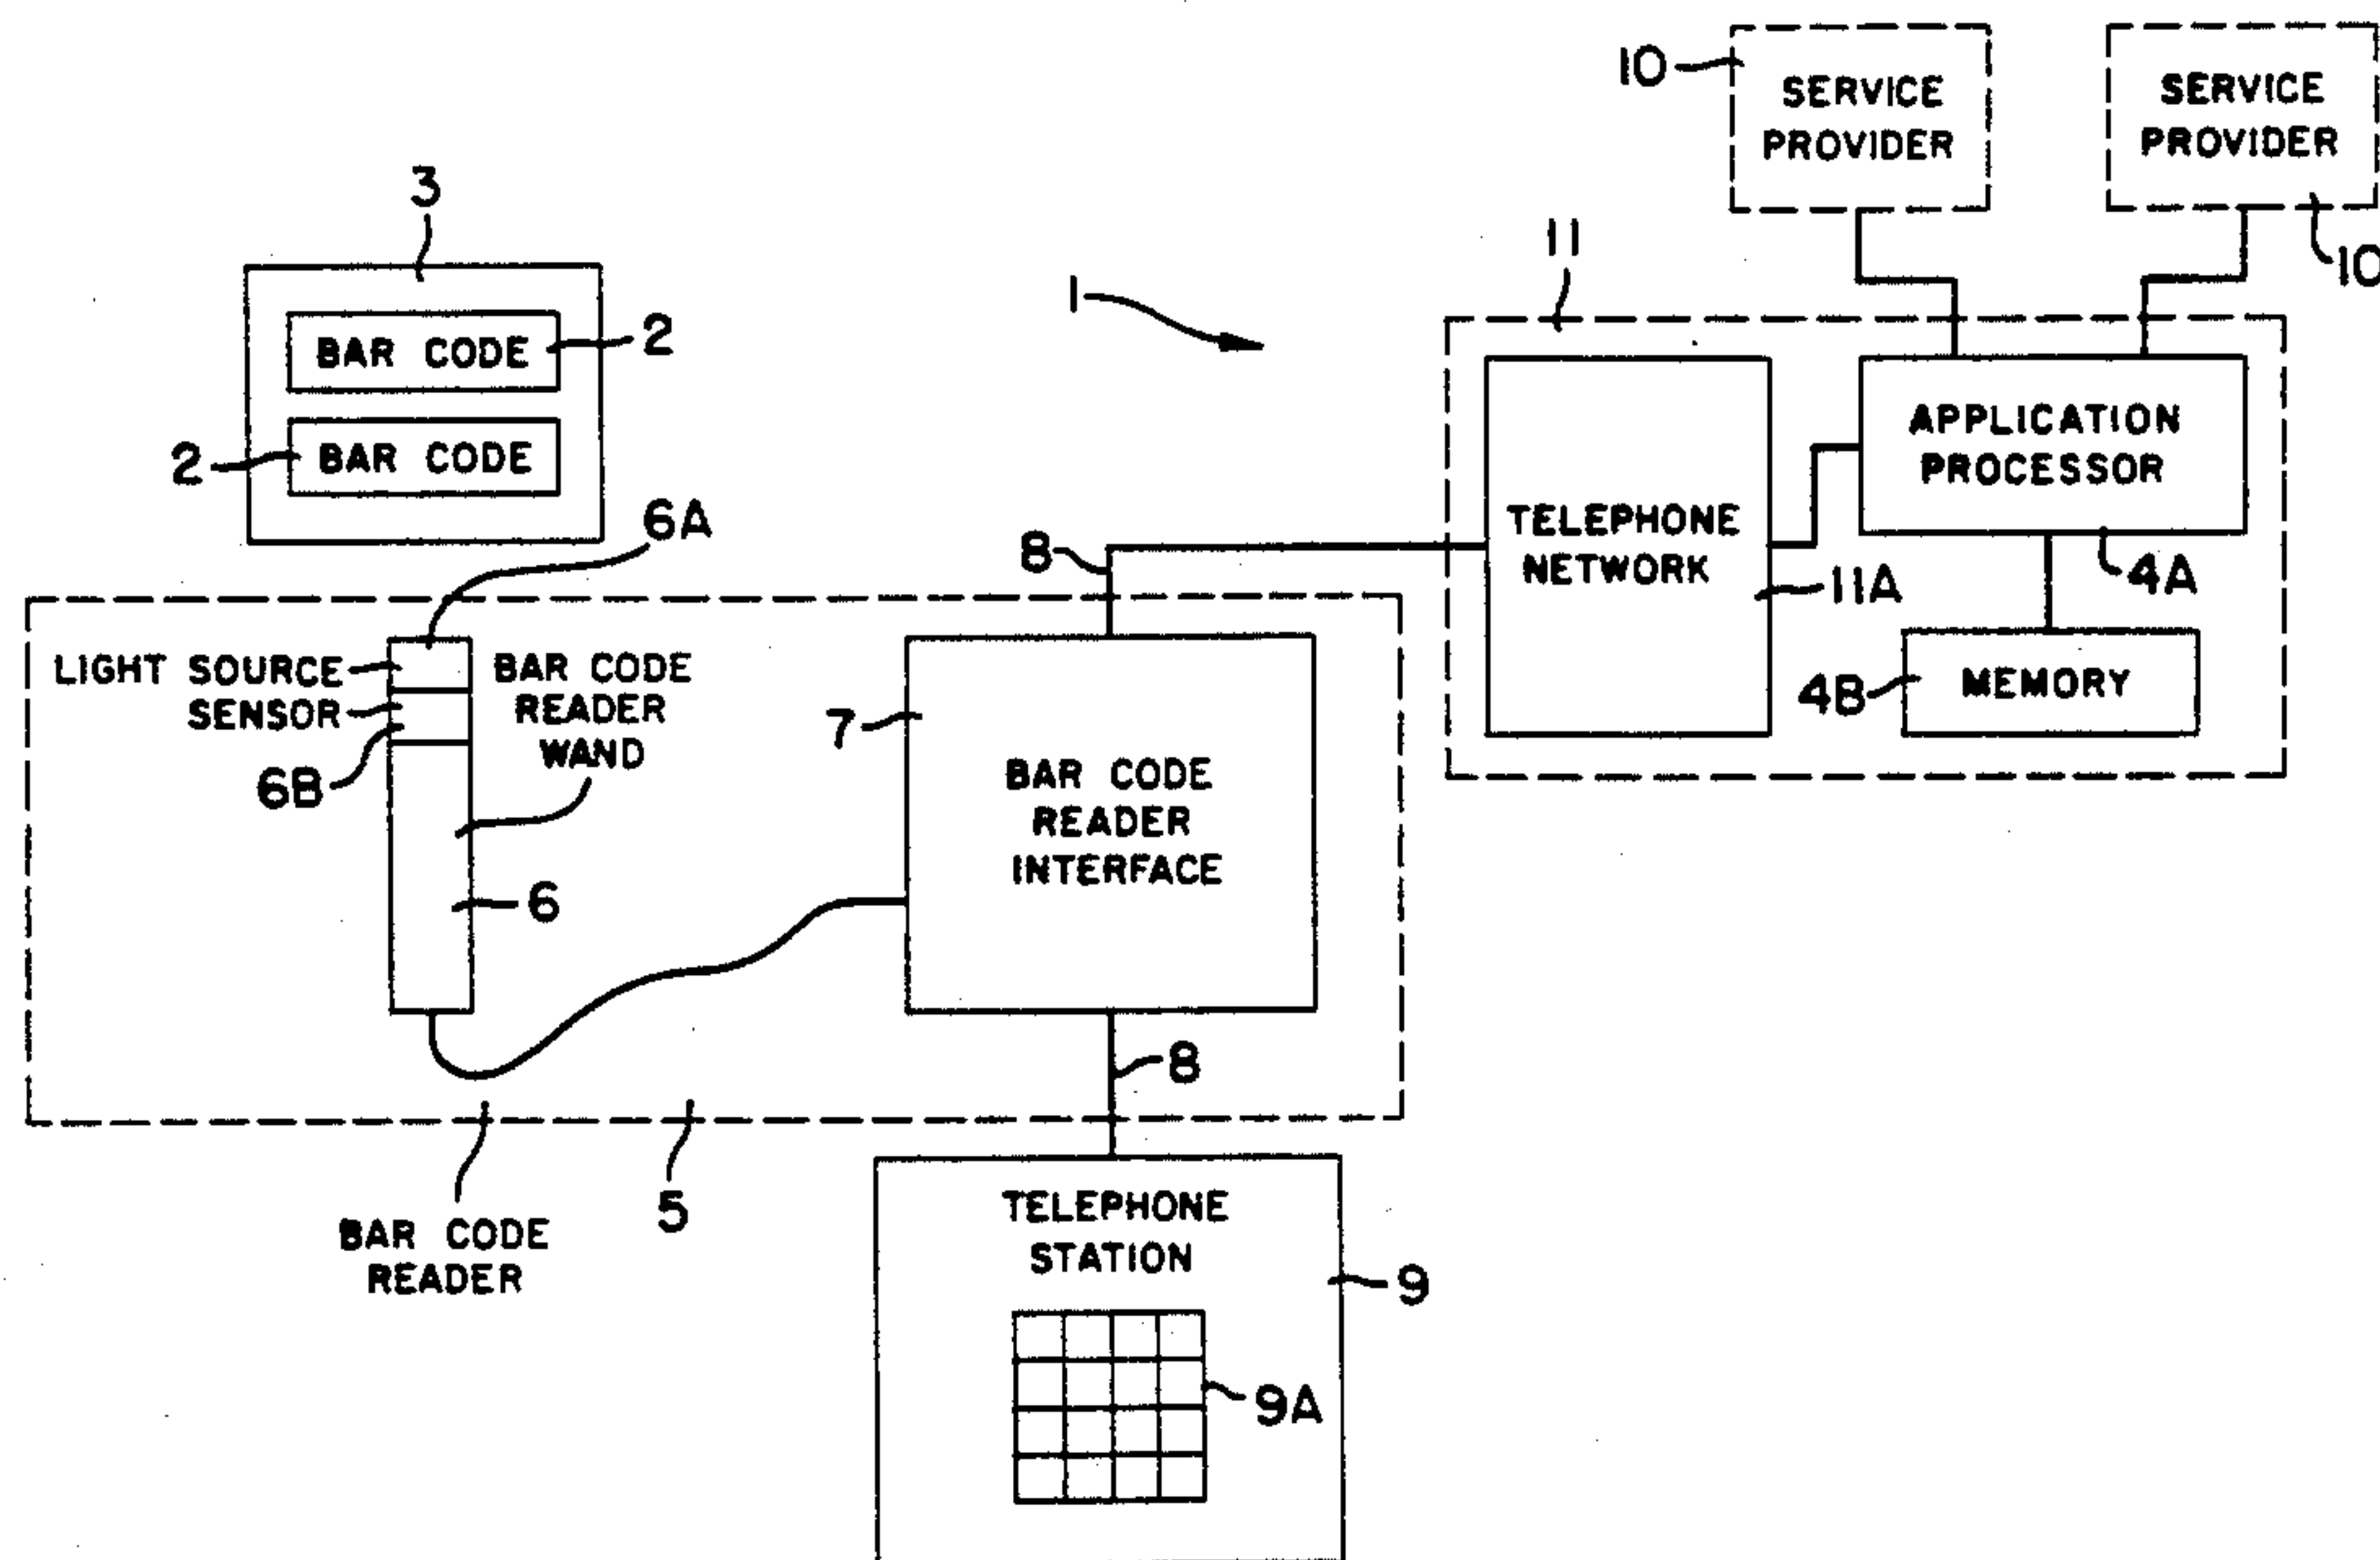 10
SERVICE
PROVIDER
SERVICE
PROVIDER
10
3
BAR CODE
2
2
BAR CODE
1
11
TELEPHONE
NETWORK
11A
APPLICATION
PROCESSOR
4A
4B
MEMORY
6A
8
LIGHT SOURCE
SENSOR
6B
BAR CODE
READER
WAND
6
7
BAR CODE
READER
INTERFACE
8
BAR CODE
READER
5
TELEPHONE
STATION
9
9A